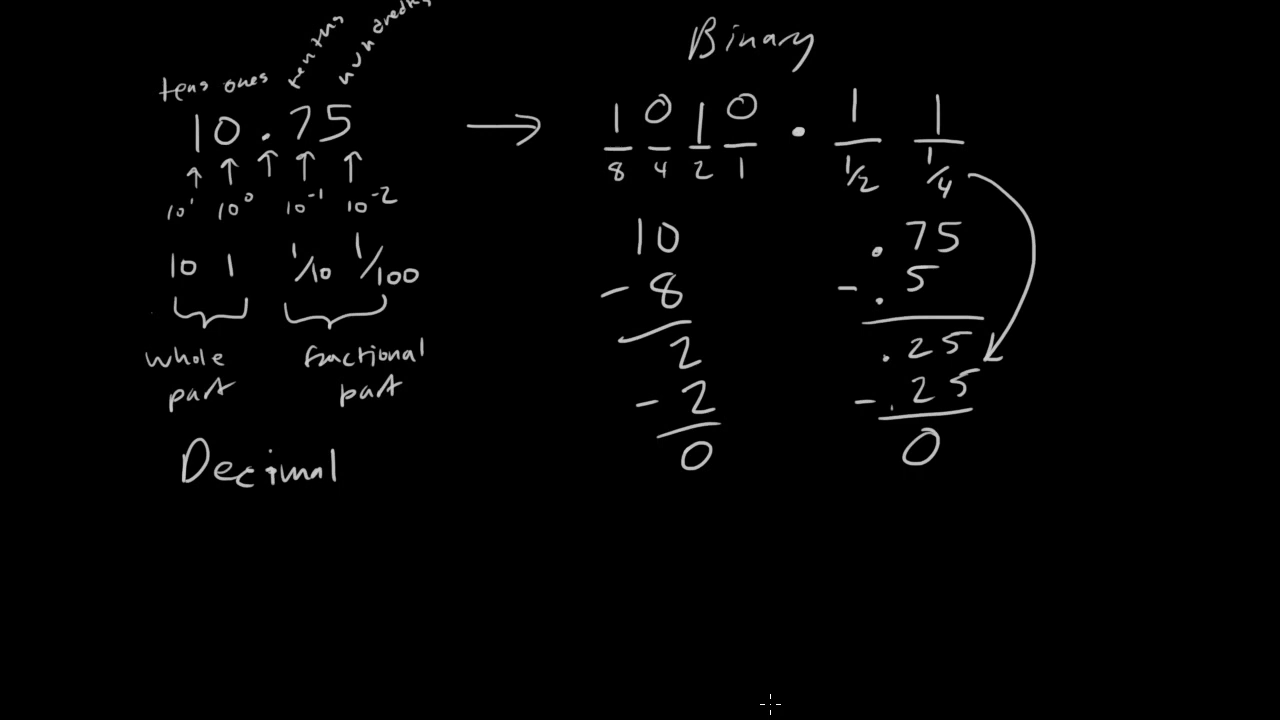 tens ones tenths hundredths
10.75
10¹ 10⁰ 10⁻¹ 10⁻²
10 1 1/10 1/100
whole part
fractional part
Decimal
→
Binary
1 0 1 0 . 1 1
8 4 2 1 1/2 1/4
10
- 8
2
- 2
0
.75
- .5
.25
- .25
0